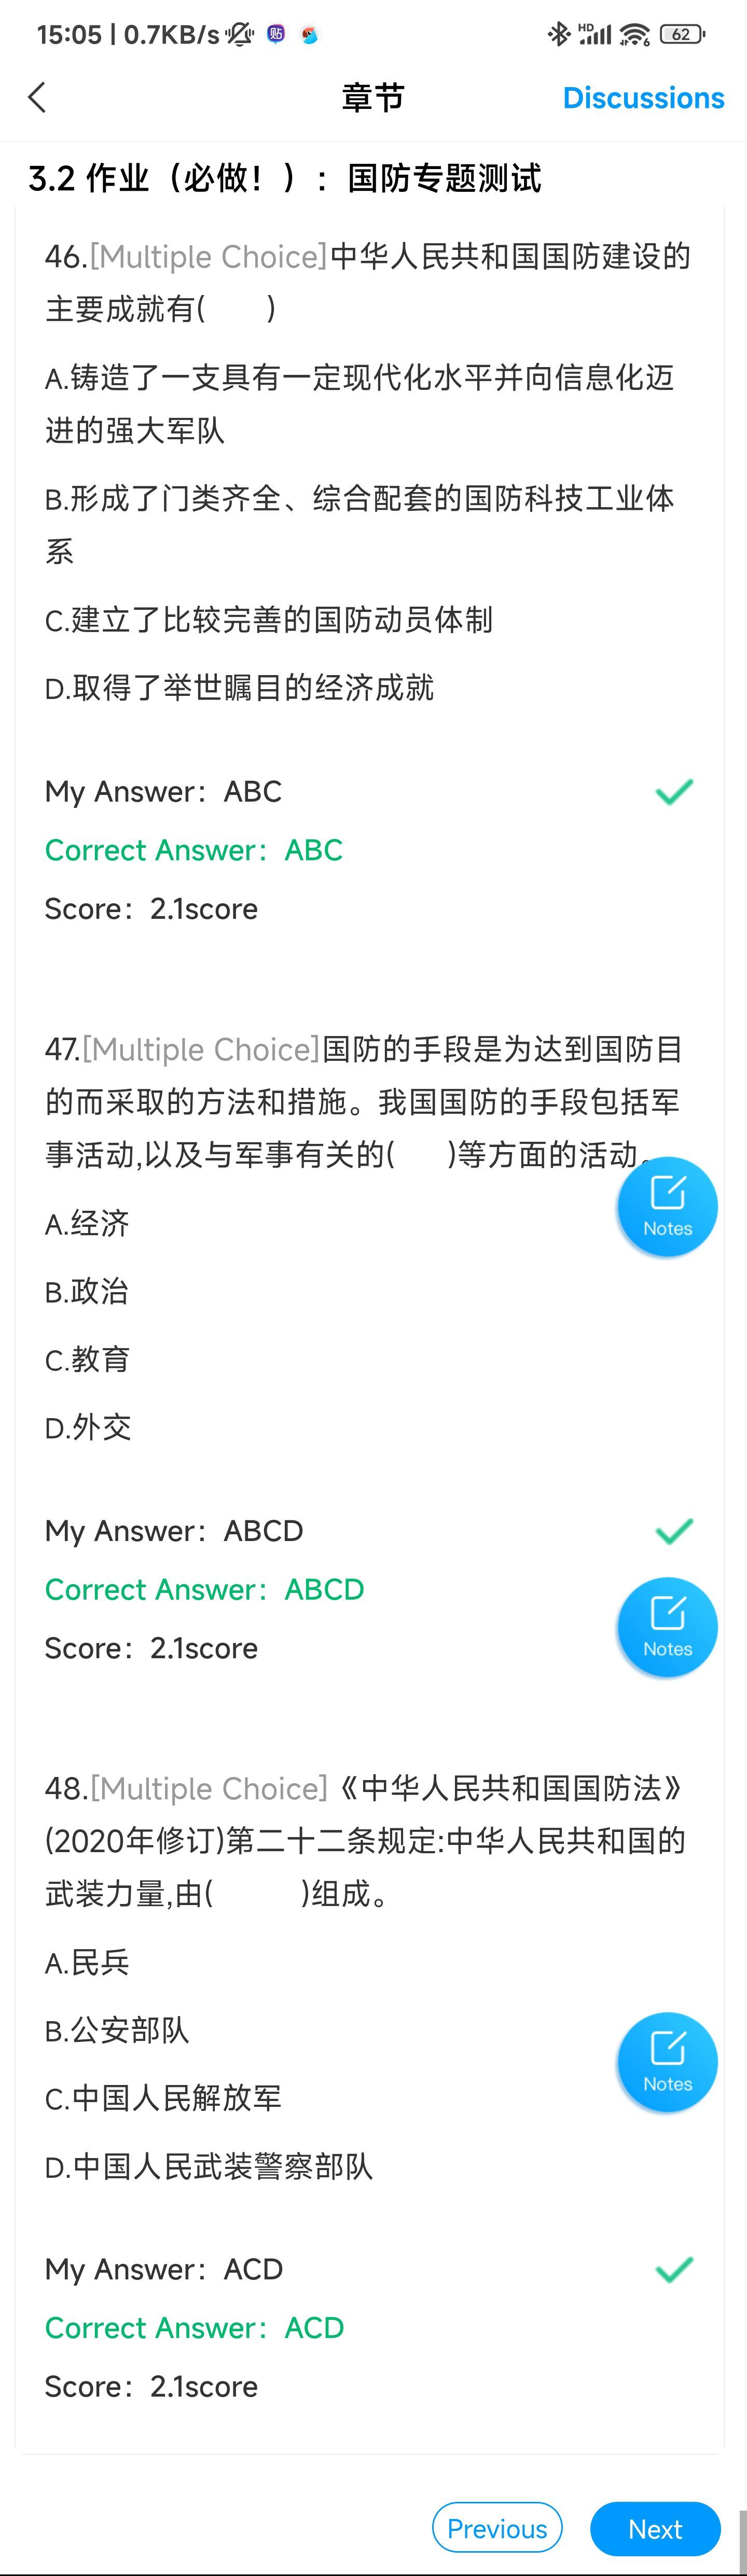 15:05 | 0.7KB/s 贴 HD 6 62
章节 Discussions
3.2 作业（必做！）：国防专题测试
46.[Multiple Choice]中华人民共和国国防建设的
主要成就有( )
A.铸造了一支具有一定现代化水平并向信息化迈
进的强大军队
B.形成了门类齐全、综合配套的国防科技工业体
系
C.建立了比较完善的国防动员体制
D.取得了举世瞩目的经济成就
My Answer：ABC
Correct Answer：ABC
Score：2.1score
47.[Multiple Choice]国防的手段是为达到国防目
的而采取的方法和措施。我国国防的手段包括军
事活动,以及与军事有关的( )等方面的活动。
Notes
A.经济
B.政治
C.教育
D.外交
My Answer：ABCD
Correct Answer：ABCD
Notes
Score：2.1score
48.[Multiple Choice]《中华人民共和国国防法》
(2020年修订)第二十二条规定:中华人民共和国的
武装力量,由( )组成。
A.民兵
B.公安部队
Notes
C.中国人民解放军
D.中国人民武装警察部队
My Answer：ACD
Correct Answer：ACD
Score：2.1score
Previous Next